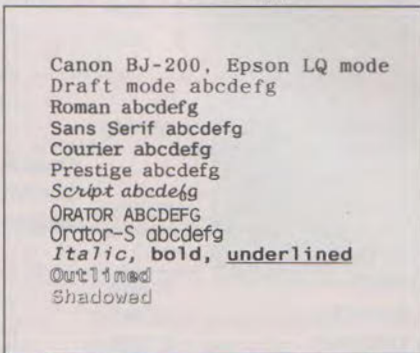 Canon BJ-200, Epson LQ mode
Draft mode abcdefg
Roman abcdefg
Sans Serif abcdefg
Courier abcdefg
Prestige abcdefg
Script abcdefg
ORATOR ABCDEFG
Orator-S abcdefg
Italic, bold, underlined
Outlined
Shadowed